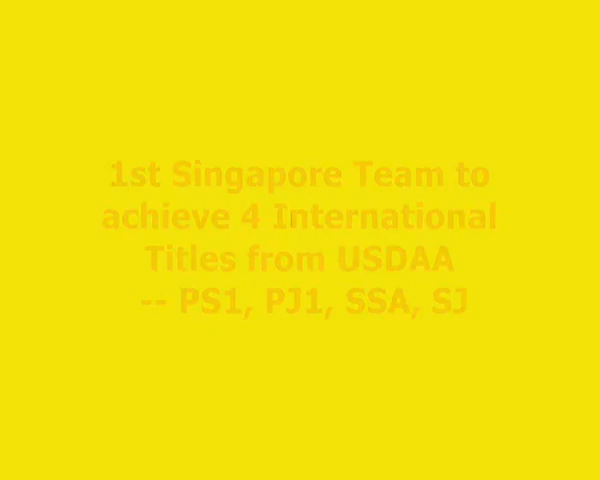 1st Singapore Team to
achieve 4 International
Titles from USDAA
-- PS1, PJ1, SSA, SJ